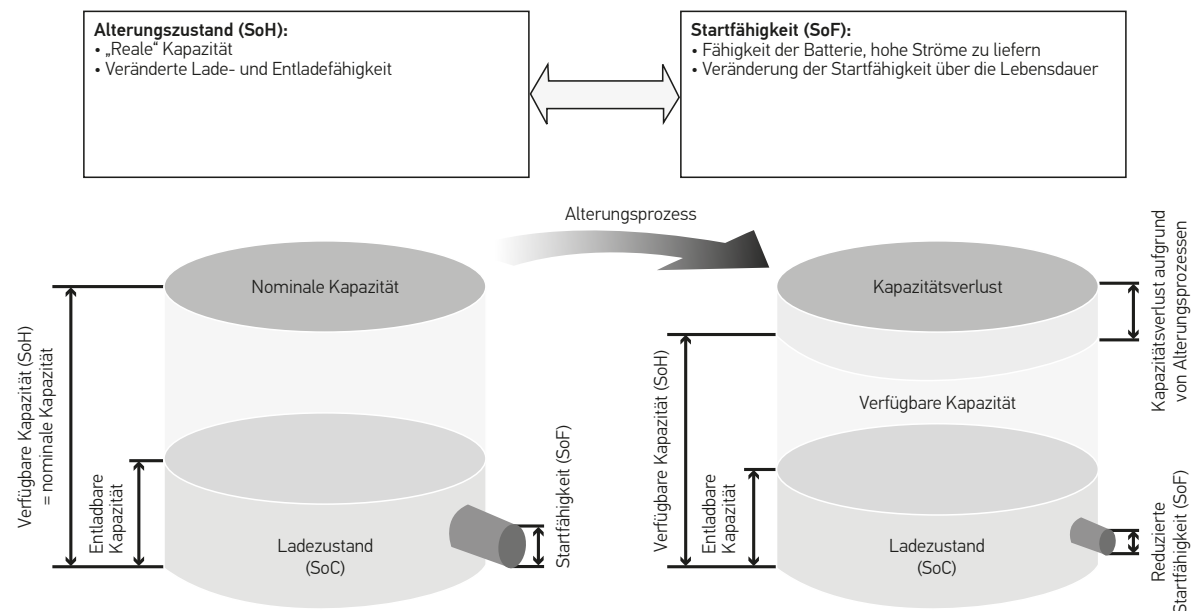 Alterungszustand (SoH):
• „Reale“ Kapazität
• Veränderte Lade- und Entladefähigkeit
Startfähigkeit (SoF):
• Fähigkeit der Batterie, hohe Ströme zu liefern
• Veränderung der Startfähigkeit über die Lebensdauer
Alterungsprozess
Nominale Kapazität
Verfügbare Kapazität (SoH)
= nominale Kapazität
Entladbare
Kapazität
Ladezustand
(SoC)
Startfähigkeit (SoF)
Kapazitätsverlust
Kapazitätsverlust aufgrund
von Alterungsprozessen
Verfügbare Kapazität (SoH)
Verfügbare Kapazität
Entladbare
Kapazität
Ladezustand
(SoC)
Reduzierte
Startfähigkeit (SoF)